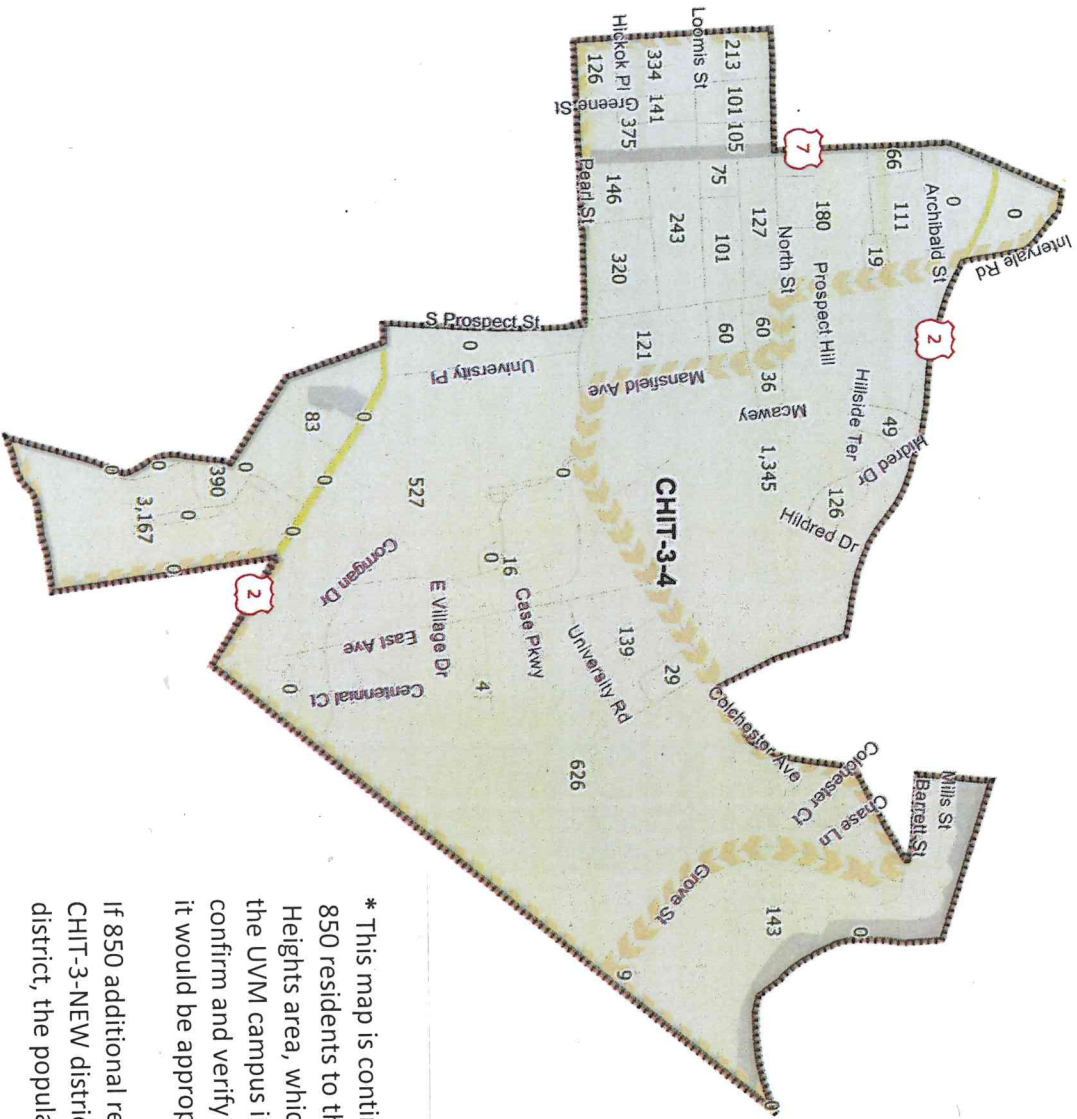 Intervale Rd
0
0
Archibald St
66
111
19
7
2
180
Prospect Hill
North St
Hillside Ter
49
Hildred Dr
126
Hildred Dr
Loomis St
213
101
105
75
127
60
36
Mcawey
1,345
334
141
243
101
60
Hickok Pl
126
Greene St
375
146
Pearl St
320
121
Mansfield Ave
CHIT-3-4
S Prospect St
0
University Pl
0
139
29
University Rd
Colchester Ave
Colchester Ct
Chase Ln
Barrett St
Mills St
16
0
Case Pkwy
527
83
0
0
0
0
390
0
0
0
3,167
0
2
Corrigan Dr
East Ave
E Village Dr
Centennial Ct
0
4
626
Grove St
143
0
9
0
* This map is conti
850 residents to th
Heights area, whic
the UVM campus i
confirm and verify
it would be approp
If 850 additional re
CHIT-3-NEW distric
district, the popula